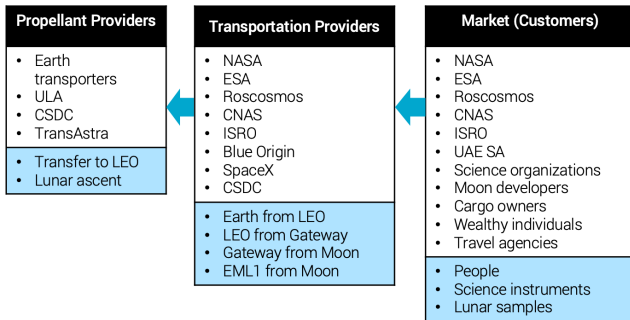 Propellant Providers
• Earth
transporters
• ULA
• CSDC
• TransAstra
• Transfer to LEO
• Lunar ascent
Transportation Providers
• NASA
• ESA
• Roscosmos
• CNAS
• ISRO
• Blue Origin
• SpaceX
• CSDC
• Earth from LEO
• LEO from Gateway
• Gateway from Moon
• EML1 from Moon
Market (Customers)
• NASA
• ESA
• Roscosmos
• CNAS
• ISRO
• UAE SA
• Science organizations
• Moon developers
• Cargo owners
• Wealthy individuals
• Travel agencies
• People
• Science instruments
• Lunar samples